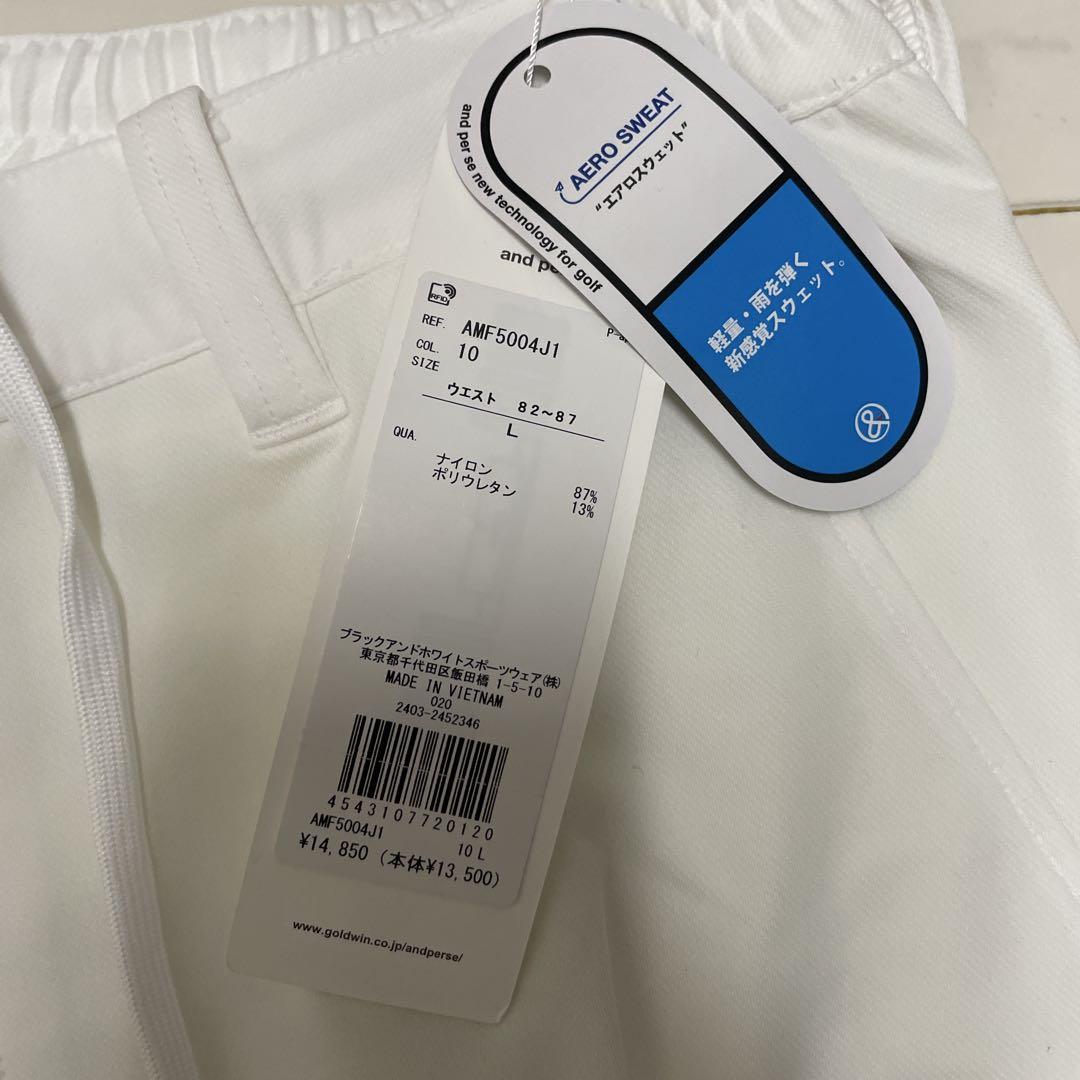 AERO SWEAT
“エアロスウェット”
and per se new technology for golf
軽量・雨を弾く
新感覚スウェット。
and pe
P-
RFID
REF. AMF5004J1
COL. 10
SIZE
ウエスト 82~87
L
QUA.
ナイロン 87%
ポリウレタン 13%
ブラックアンドホワイトスポーツウェア(株)
東京都千代田区飯田橋 1-5-10
MADE IN VIETNAM
020
2403-2452346
4543107720120
AMF5004J1 10 L
¥14,850 (本体¥13,500)
www.goldwin.co.jp/andperse/